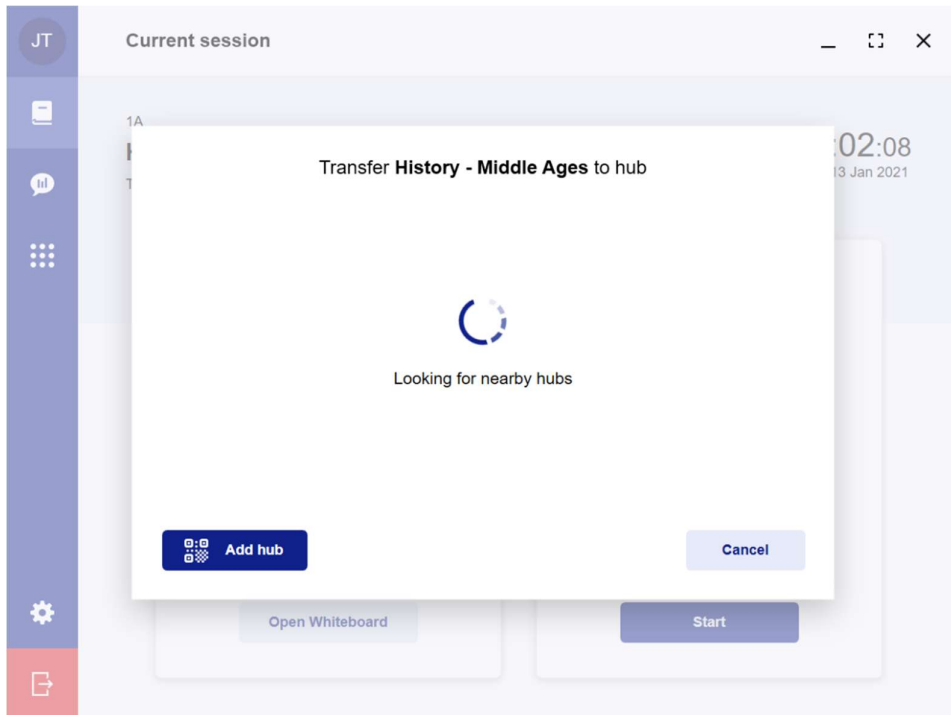 JT
Current session
1A
:02:08
13 Jan 2021
Transfer History - Middle Ages to hub
Looking for nearby hubs
Add hub
Cancel
Open Whiteboard
Start